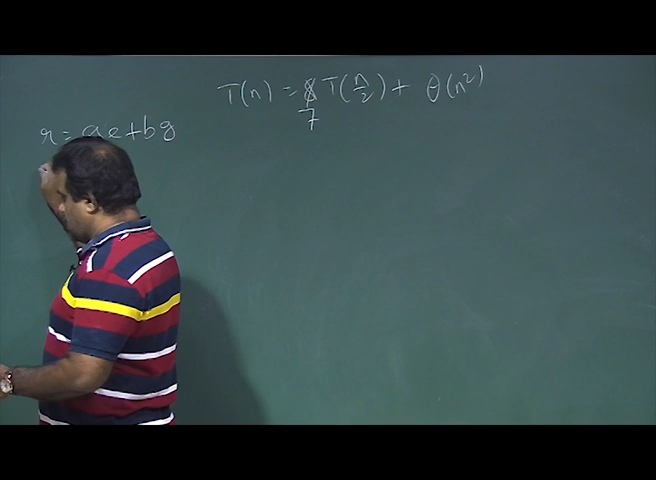 T(n) = 8 T(n/2) + θ(n²)
7
r = ae + bg